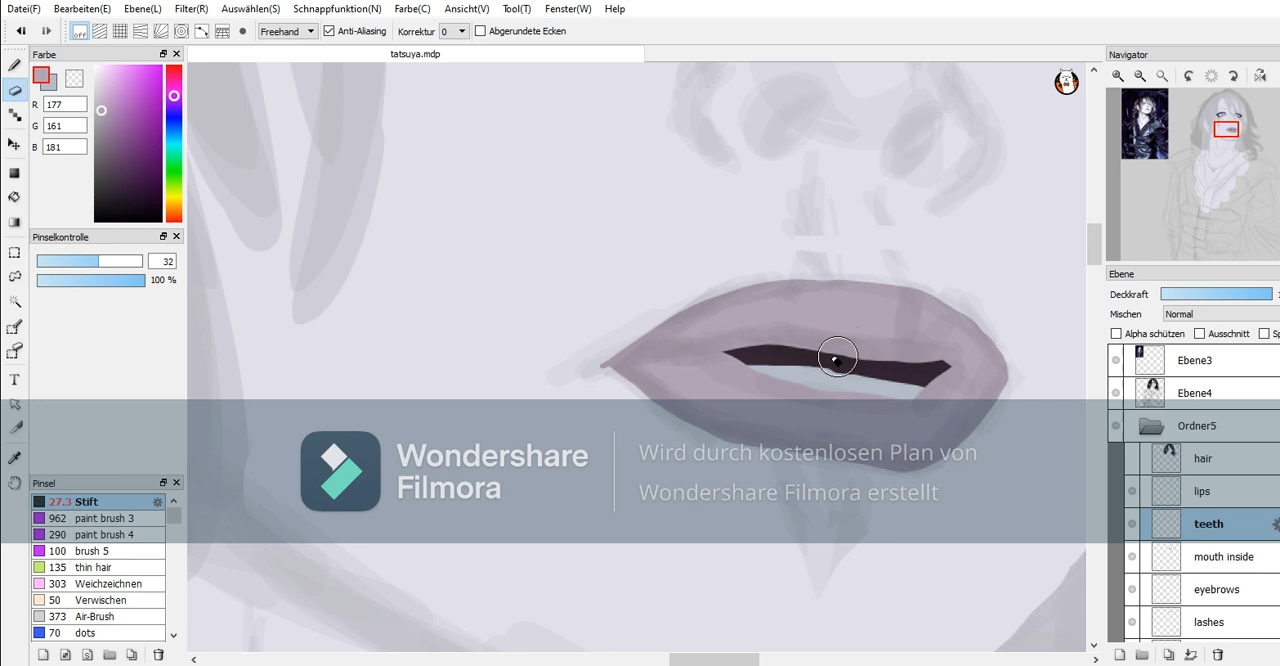 Datei(F) Bearbeiten(E) Ebene(L) Filter(R) Auswählen(S) Schnappfunktion(N) Farbe(C) Ansicht(V) Tool(T) Fenster(W) Help
off Freehand Anti-Aliasing Korrektur 0 Abgerundete Ecken
Farbe
tatsuya.mdp
Navigator
R 177
G 161
B 181
Pinselkontrolle
32
100 %
Ebene
Deckkraft
Mischen Normal
Alpha schützen Ausschnitt
Ebene3
Ebene4
Ordner5
hair
lips
teeth
mouth inside
eyebrows
lashes
Wondershare
Filmora
Wird durch kostenlosen Plan von
Wondershare Filmora erstellt
Pinsel
27.3 Stift
962 paint brush 3
290 paint brush 4
100 brush 5
135 thin hair
303 Weichzeichnen
50 Verwischen
373 Air-Brush
70 dots